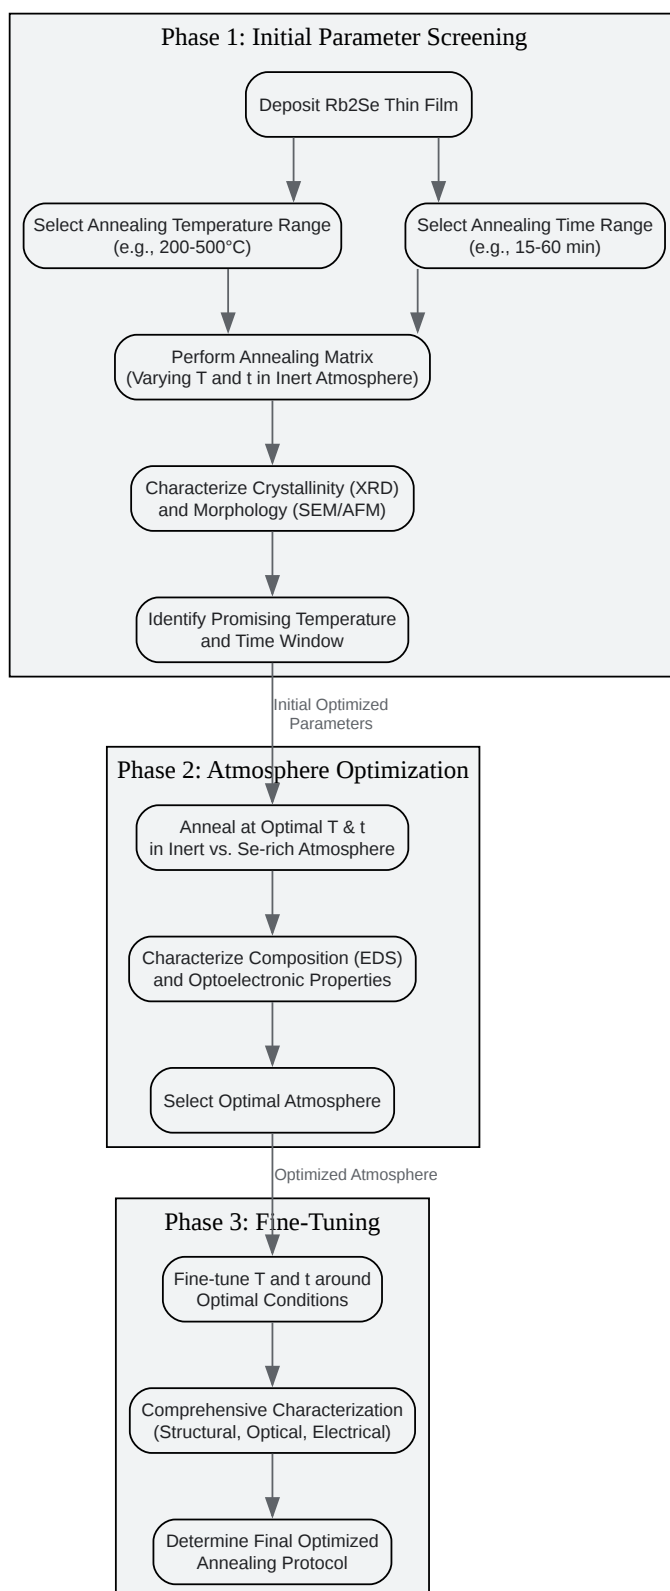 Phase 1: Initial Parameter Screening
Deposit Rb2Se Thin Film
Select Annealing Temperature Range
(e.g., 200-500°C)
Select Annealing Time Range
(e.g., 15-60 min)
Perform Annealing Matrix
(Varying T and t in Inert Atmosphere)
Characterize Crystallinity (XRD)
and Morphology (SEM/AFM)
Identify Promising Temperature
and Time Window
Initial Optimized
Parameters
Phase 2: Atmosphere Optimization
Anneal at Optimal T & t
in Inert vs. Se-rich Atmosphere
Characterize Composition (EDS)
and Optoelectronic Properties
Select Optimal Atmosphere
Optimized Atmosphere
Phase 3: Fine-Tuning
Fine-tune T and t around
Optimal Conditions
Comprehensive Characterization
(Structural, Optical, Electrical)
Determine Final Optimized
Annealing Protocol